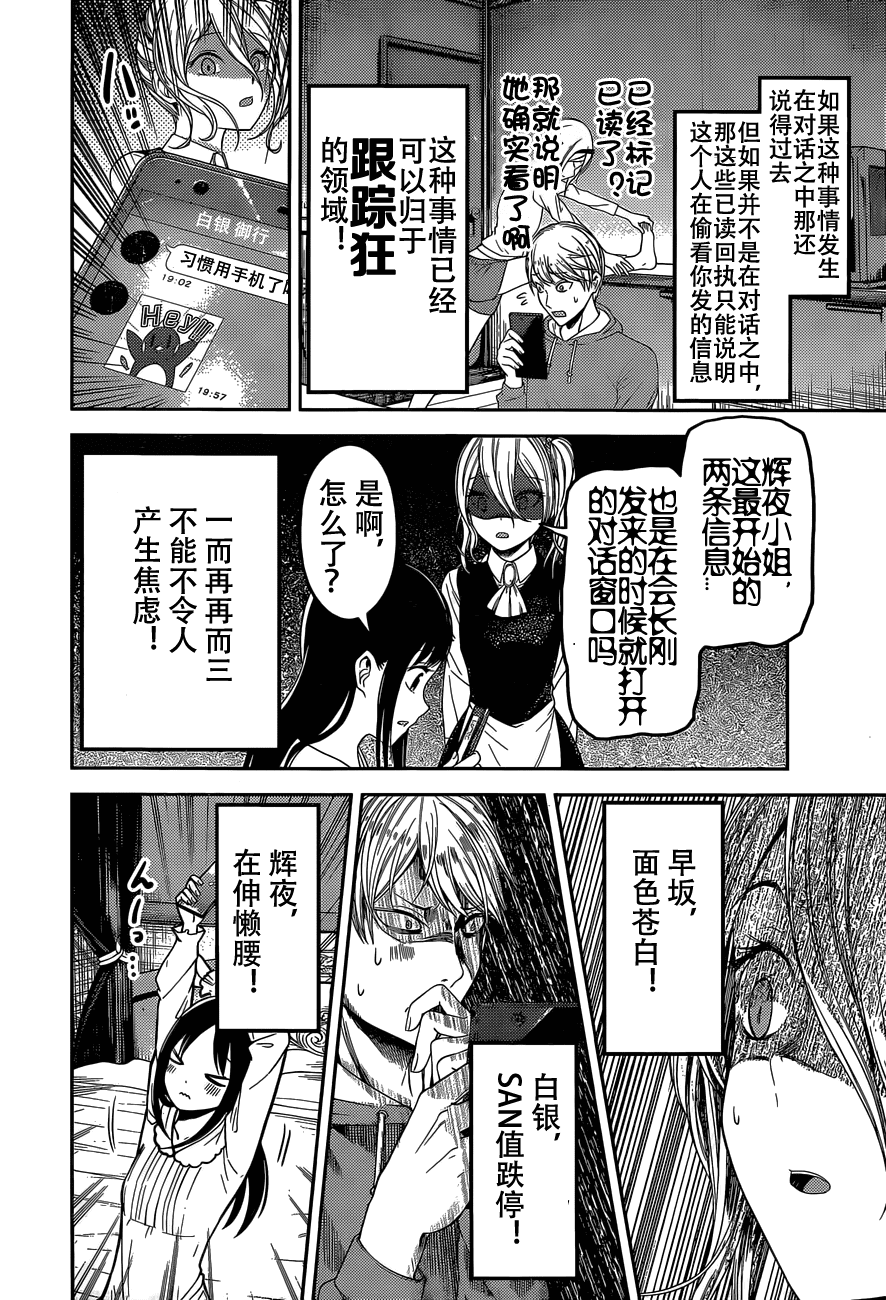 如果这种事情发生
在对话之中那还
说得过去
但如果并不是在对话之中，
那这些已读回执只能说明
这个人在偷看你发的信息
已经标记
已读了？
那就说明
她确实看了啊
这种事情已经
可以归于
跟踪狂
的领域！
白银 御行
习惯用手机了
19:02
Hey!!
19:57
辉夜小姐，
这最开始的
两条信息…
也是在会长刚
发来的时候就打开
的对话窗口吗
是啊，
怎么了？
一而再再而三
不能不令人
产生焦虑！
早坂，
面色苍白！
白银，
SAN值跌停！
辉夜，
在伸懒腰！
んーっ…